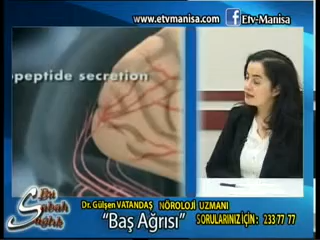 www.etvmanisa.com f Etv-Manisa
peptide secretion
Dr. Gülşen VATANDAŞ NÖROLOJİ UZMANI
"Baş Ağrısı" SORULARINIZ İÇİN : 233 77 77
Sabah
Sağlık